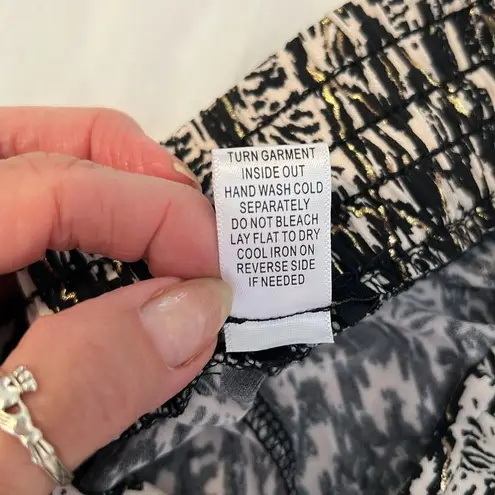 TURN GARMENT
INSIDE OUT
HAND WASH COLD
SEPARATELY
DO NOT BLEACH
LAY FLAT TO DRY
COOL IRON ON
REVERSE SIDE
IF NEEDED